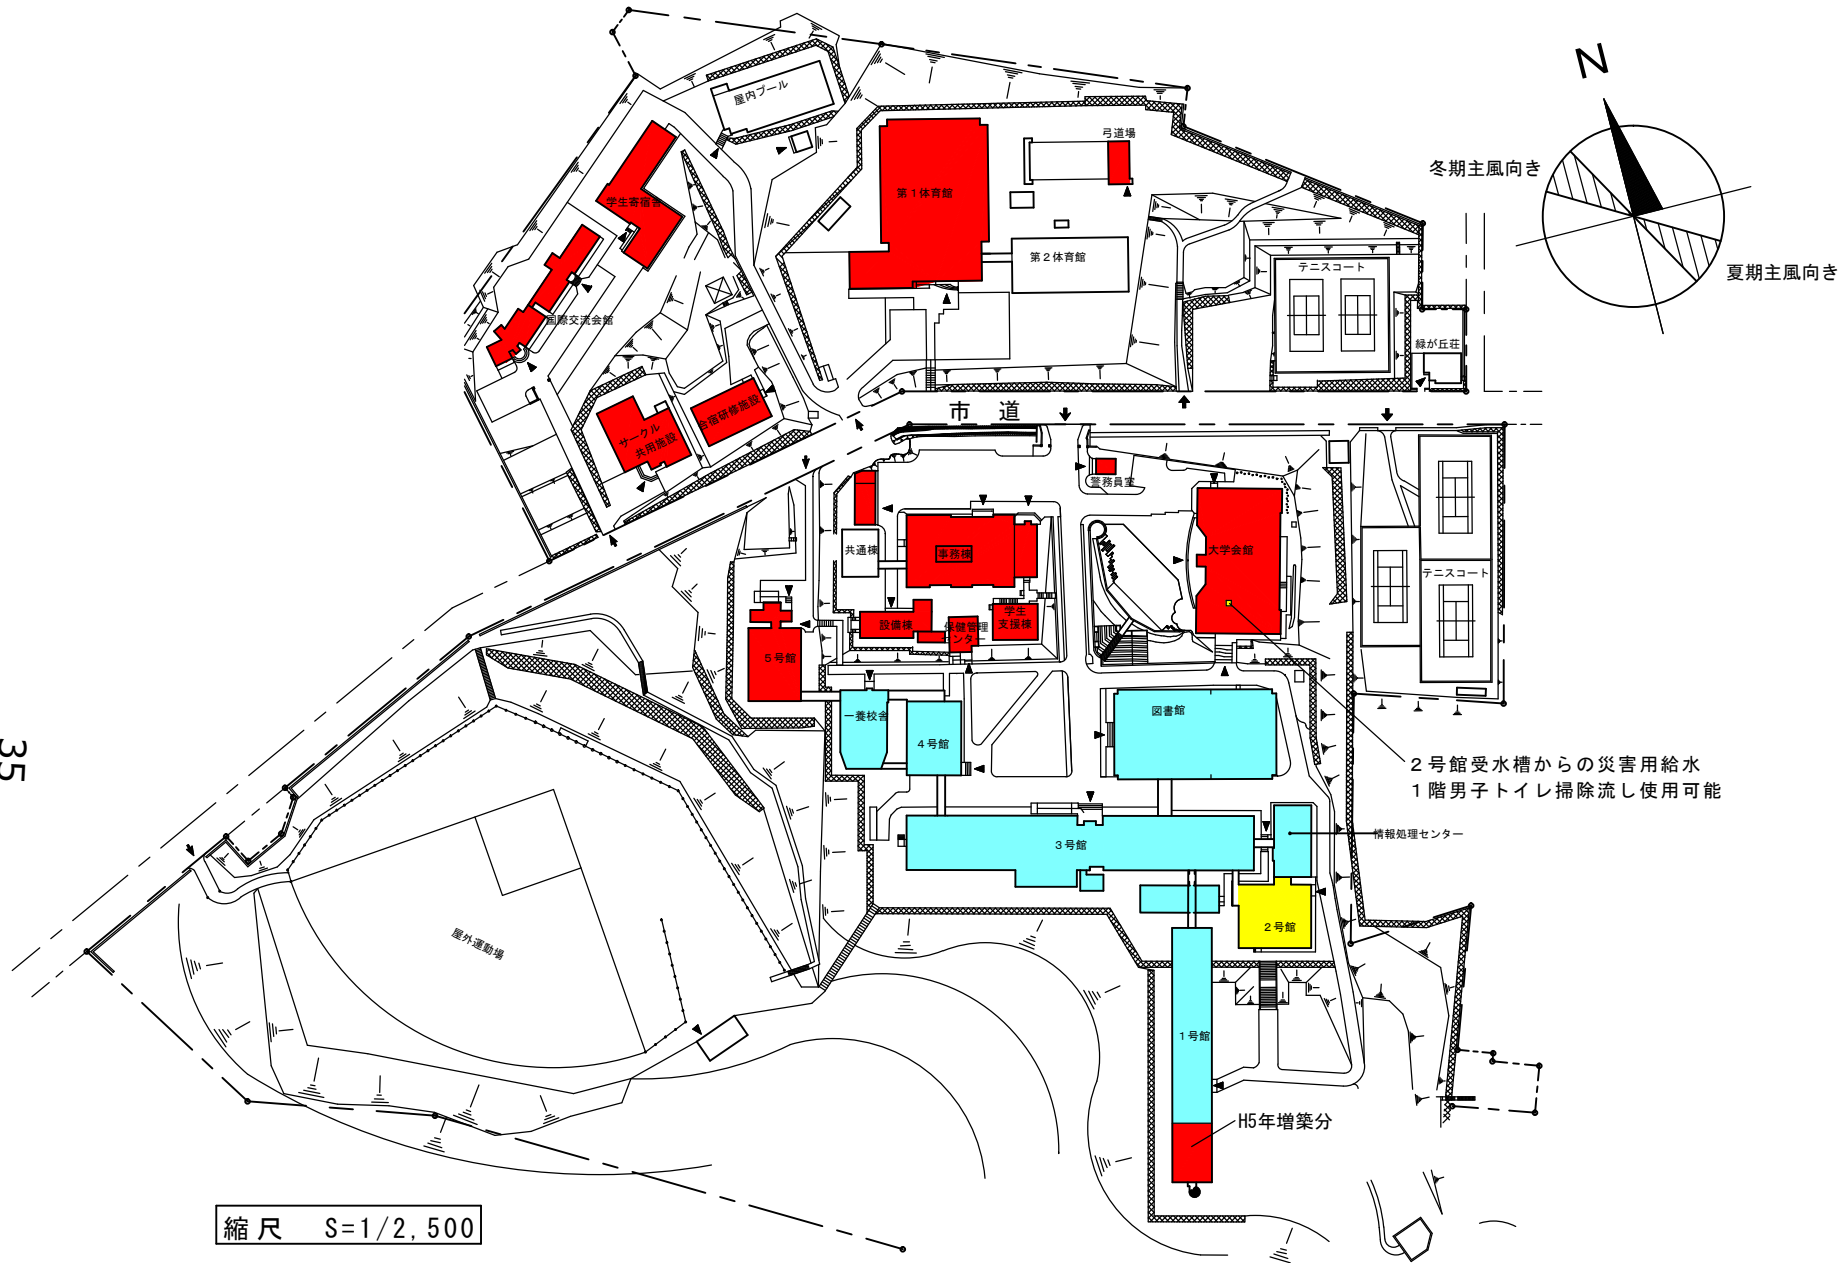 N
冬期主風向き
夏期主風向き
屋内プール
弓道場
第１体育館
学生寄宿舎
第２体育館
テニスコート
国際交流会館
緑が丘荘
市　道
合宿研修施設
サークル
共用施設
警務員室
共通棟
事務棟
大学会館
テニスコート
設備棟
保健管理
センター
学生
支援棟
５号館
一養校舎
４号館
図書館
２号館受水槽からの災害用給水
１階男子トイレ掃除流し使用可能
35
情報処理センター
３号館
２号館
屋外運動場
１号館
H5年増築分
縮尺　S=1/2,500